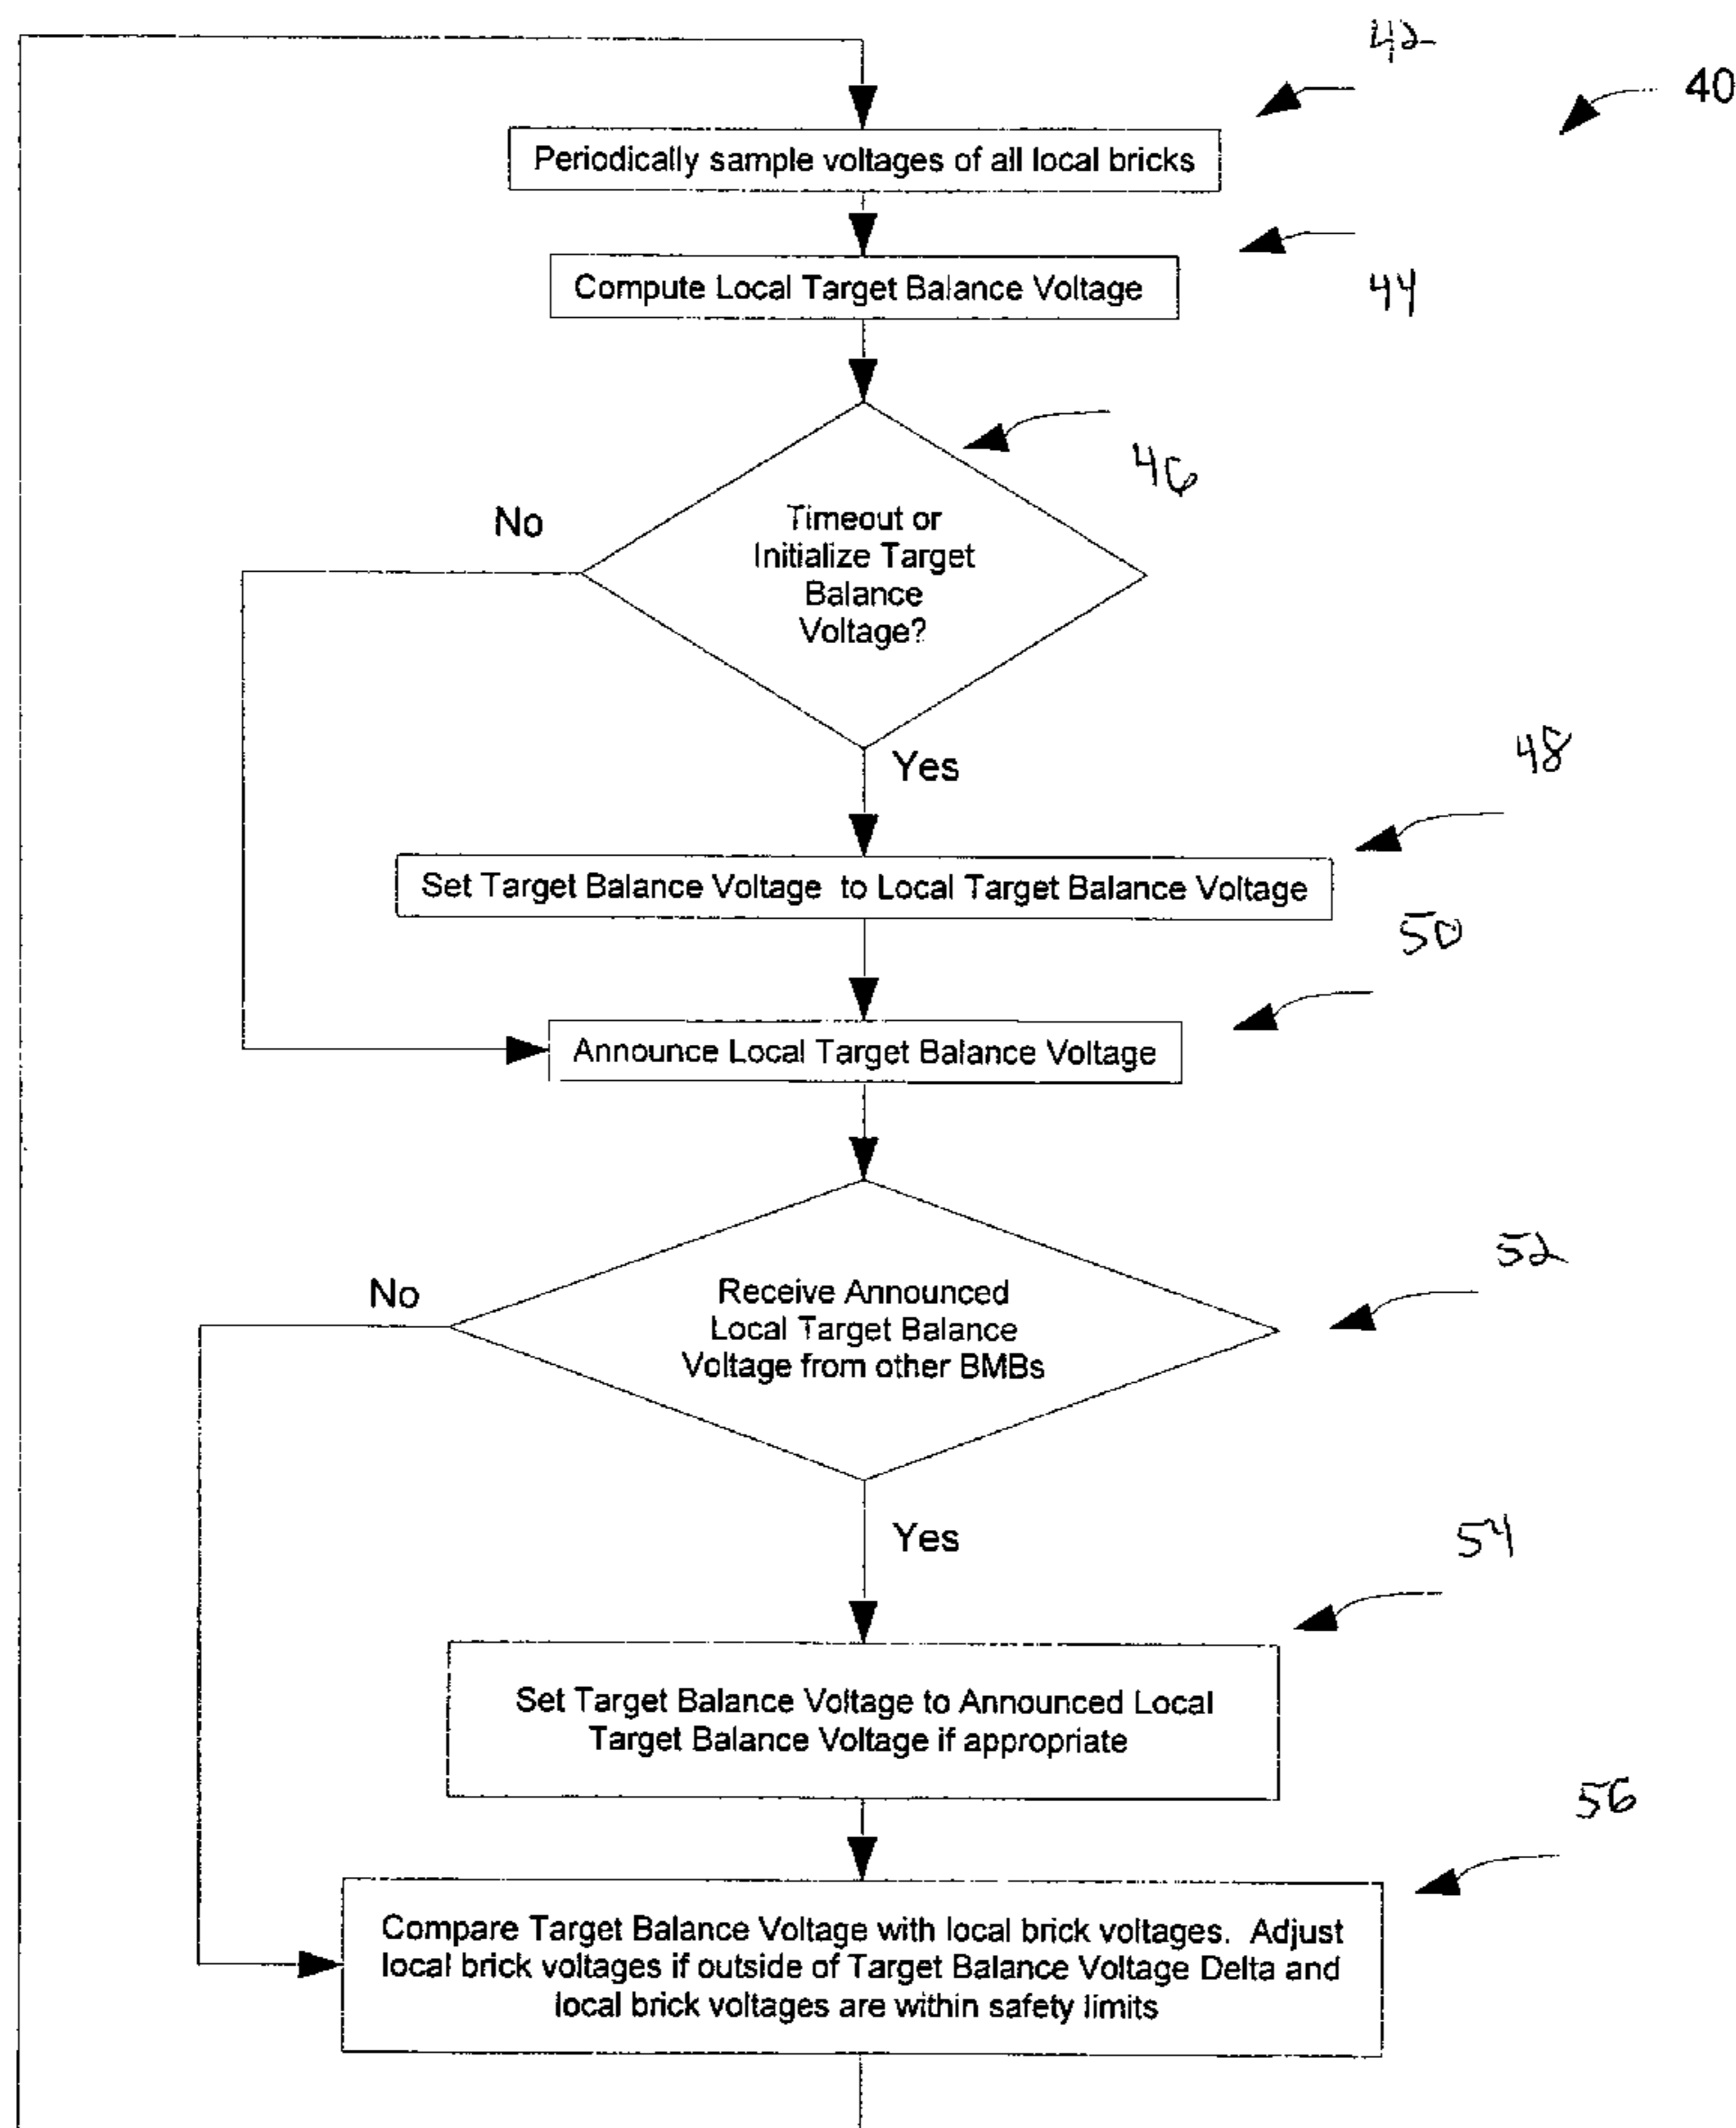 42
40
Periodically sample voltages of all local bricks
Compute Local Target Balance Voltage
44
46
No
Timeout or
Initialize Target
Balance
Voltage?
Yes
48
Set Target Balance Voltage to Local Target Balance Voltage
50
Announce Local Target Balance Voltage
52
No
Receive Announced
Local Target Balance
Voltage from other BMBs
Yes
54
Set Target Balance Voltage to Announced Local
Target Balance Voltage if appropriate
56
Compare Target Balance Voltage with local brick voltages. Adjust
local brick voltages if outside of Target Balance Voltage Delta and
local brick voltages are within safety limits